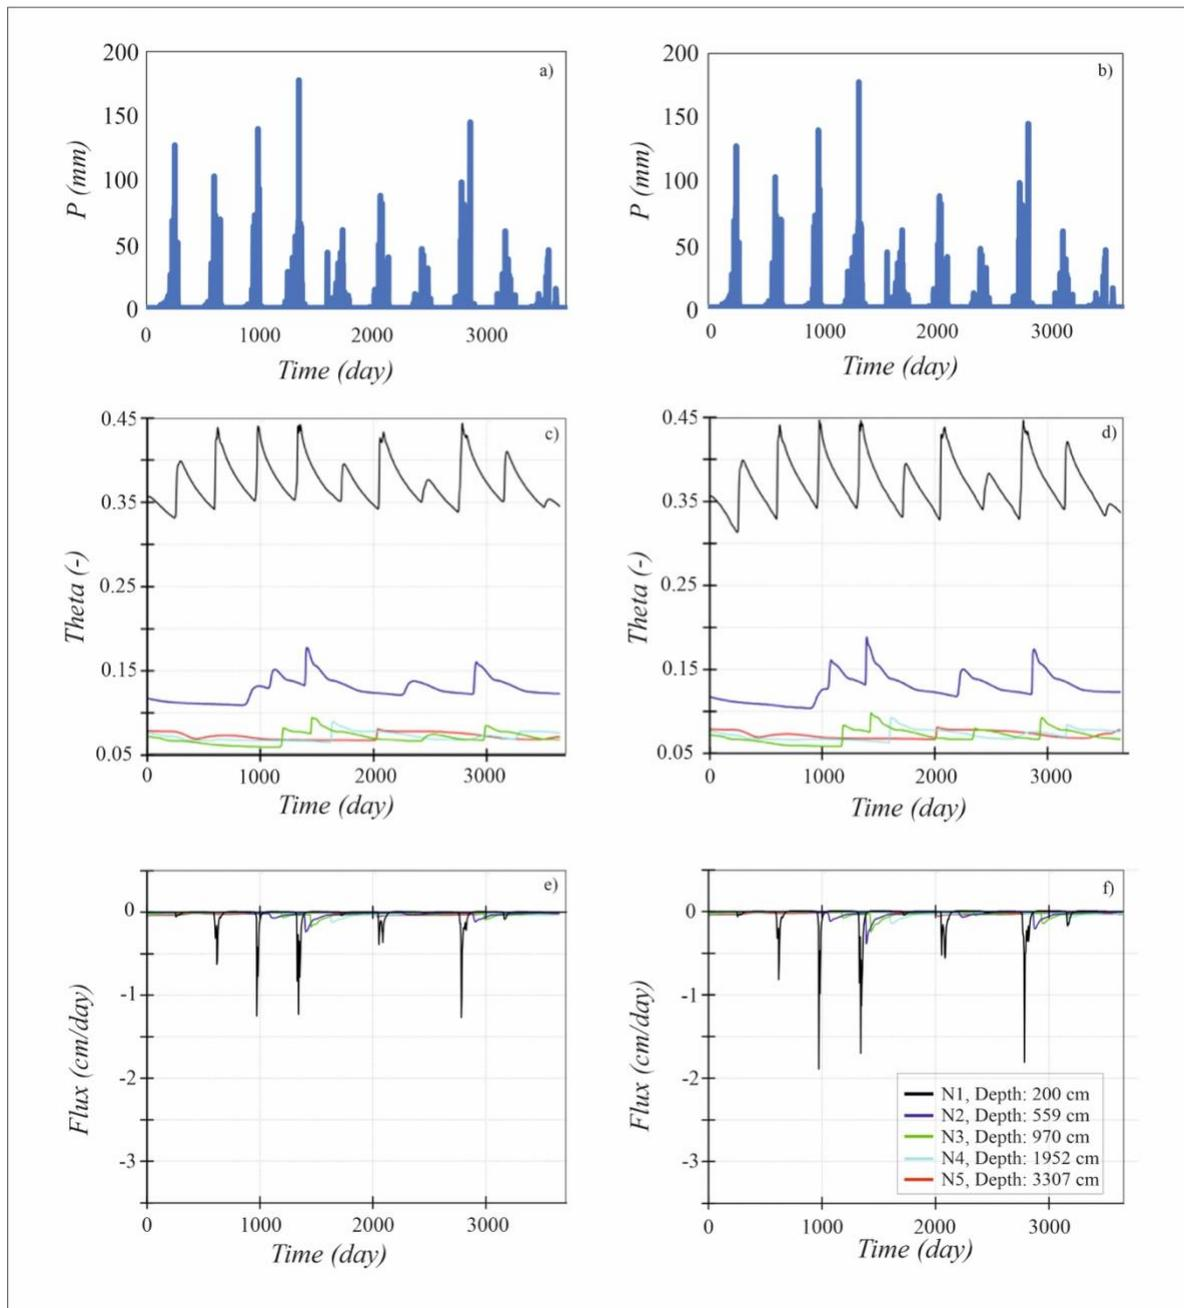 200
150
100
50
0
P (mm)
a)
0 1000 2000 3000
Time (day)
200
150
100
50
0
P (mm)
b)
0 1000 2000 3000
Time (day)
0.45
0.35
0.25
0.15
0.05
Theta (-)
c)
0 1000 2000 3000
Time (day)
0.45
0.35
0.25
0.15
0.05
Theta (-)
d)
0 1000 2000 3000
Time (day)
0
-1
-2
-3
Flux (cm/day)
e)
0 1000 2000 3000
Time (day)
0
-1
-2
-3
Flux (cm/day)
f)
N1, Depth: 200 cm
N2, Depth: 559 cm
N3, Depth: 970 cm
N4, Depth: 1952 cm
N5, Depth: 3307 cm
0 1000 2000 3000
Time (day)